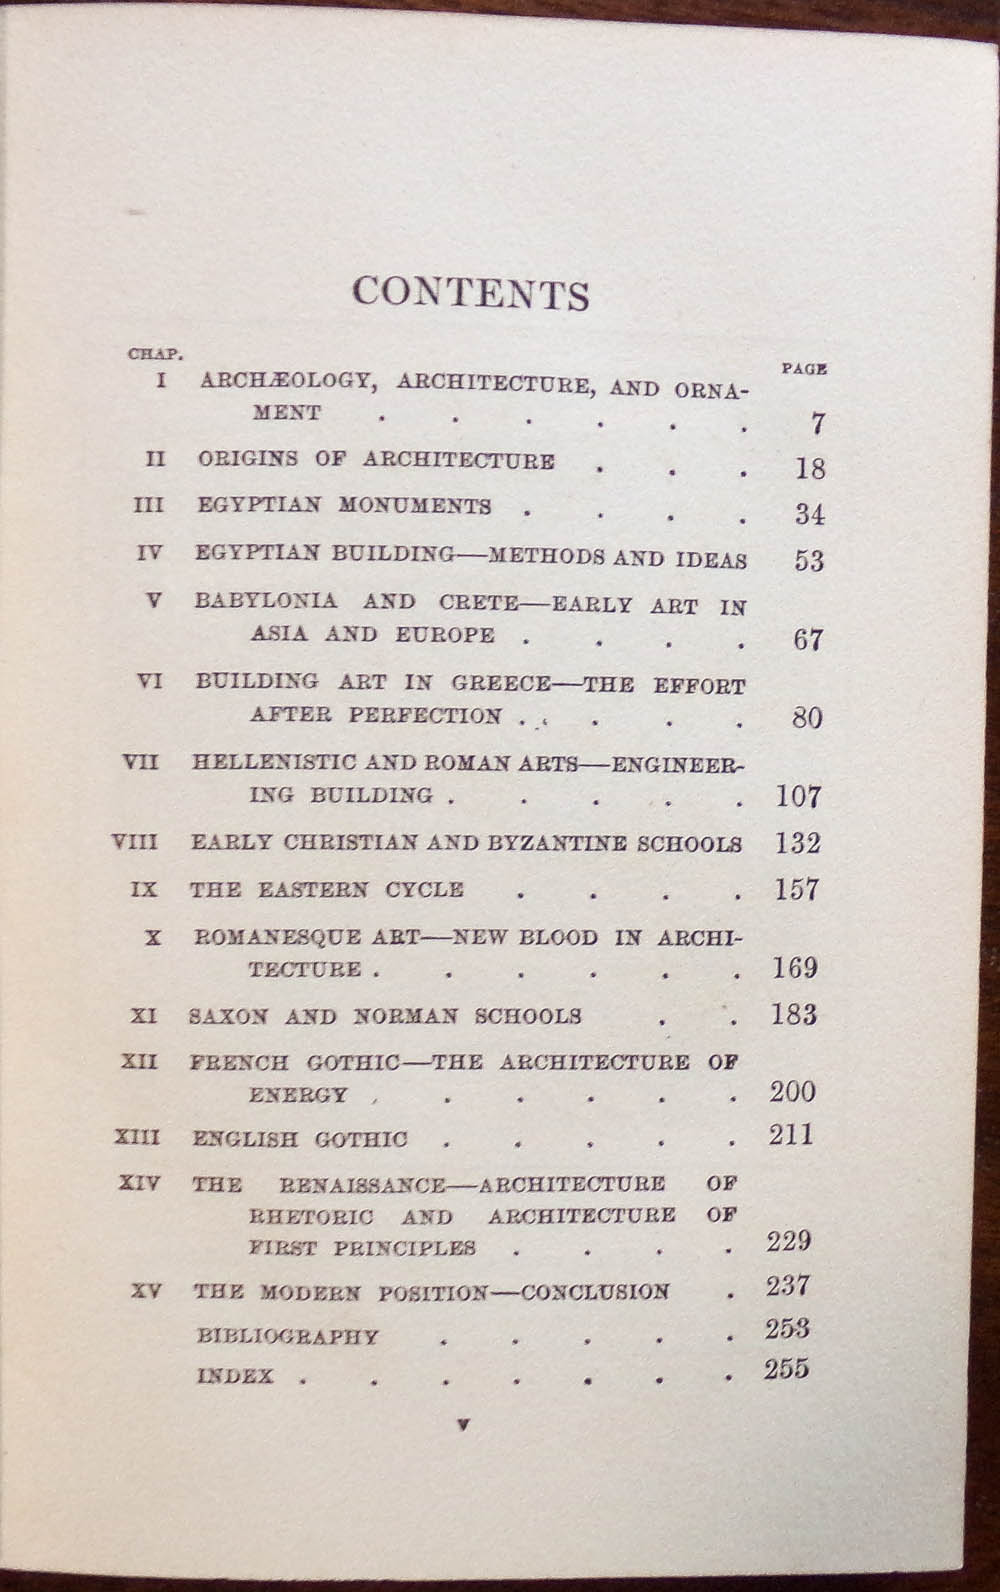 CONTENTS
CHAP.
PAGE
I ARCHÆOLOGY, ARCHITECTURE, AND ORNA-
MENT . . . . . . 7
II ORIGINS OF ARCHITECTURE . . . 18
III EGYPTIAN MONUMENTS . . . . 34
IV EGYPTIAN BUILDING—METHODS AND IDEAS 53
V BABYLONIA AND CRETE—EARLY ART IN
ASIA AND EUROPE . . . . 67
VI BUILDING ART IN GREECE—THE EFFORT
AFTER PERFECTION . . . . 80
VII HELLENISTIC AND ROMAN ARTS—ENGINEER-
ING BUILDING . . . . . 107
VIII EARLY CHRISTIAN AND BYZANTINE SCHOOLS 132
IX THE EASTERN CYCLE . . . . 157
X ROMANESQUE ART—NEW BLOOD IN ARCHI-
TECTURE . . . . . . 169
XI SAXON AND NORMAN SCHOOLS . . 183
XII FRENCH GOTHIC—THE ARCHITECTURE OF
ENERGY . . . . . . 200
XIII ENGLISH GOTHIC . . . . . 211
XIV THE RENAISSANCE—ARCHITECTURE OF
RHETORIC AND ARCHITECTURE OF
FIRST PRINCIPLES . . . . 229
XV THE MODERN POSITION—CONCLUSION . 237
BIBLIOGRAPHY . . . . . 253
INDEX . . . . . . . 255
v